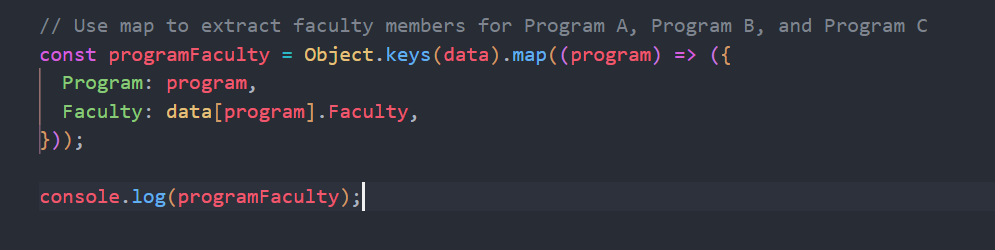 // Use map to extract faculty members for Program A, Program B, and Program C
const programFaculty = Object.keys(data).map((program) => ({
  Program: program,
  Faculty: data[program].Faculty,
}));

console.log(programFaculty);